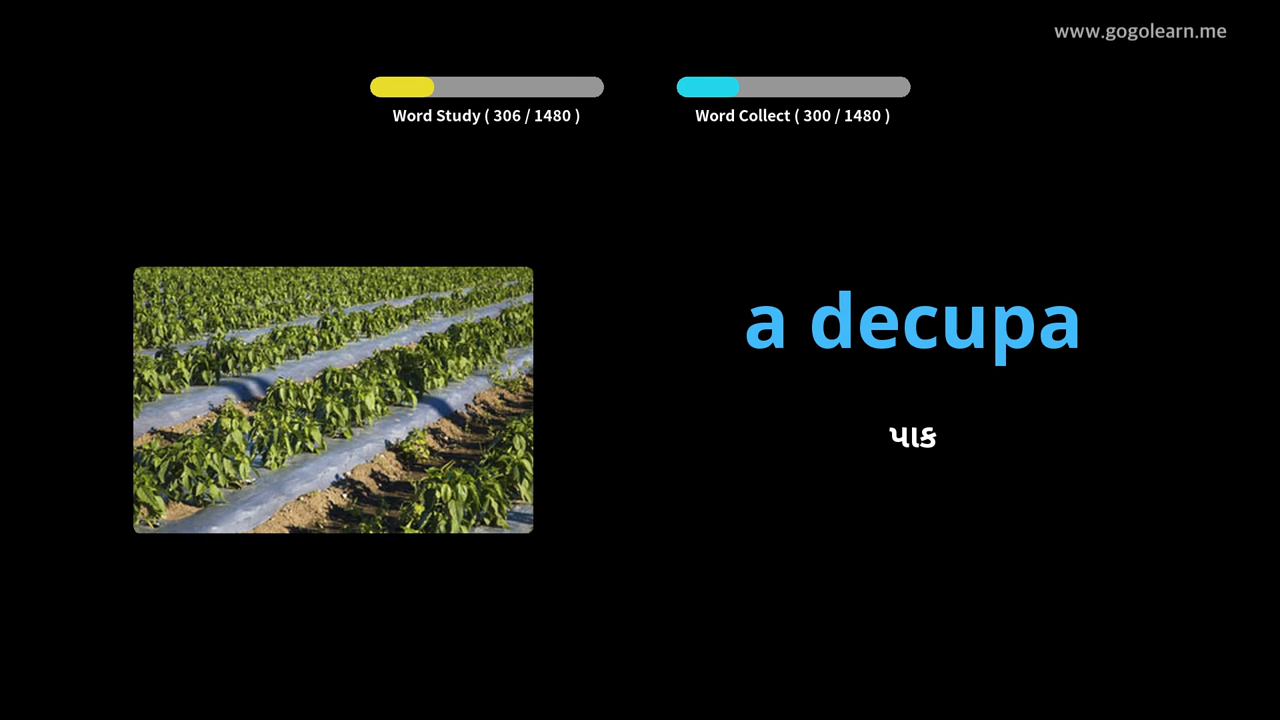 www.gogolearn.me
Word Study ( 306 / 1480 )
Word Collect ( 300 / 1480 )
a decupa
પાક